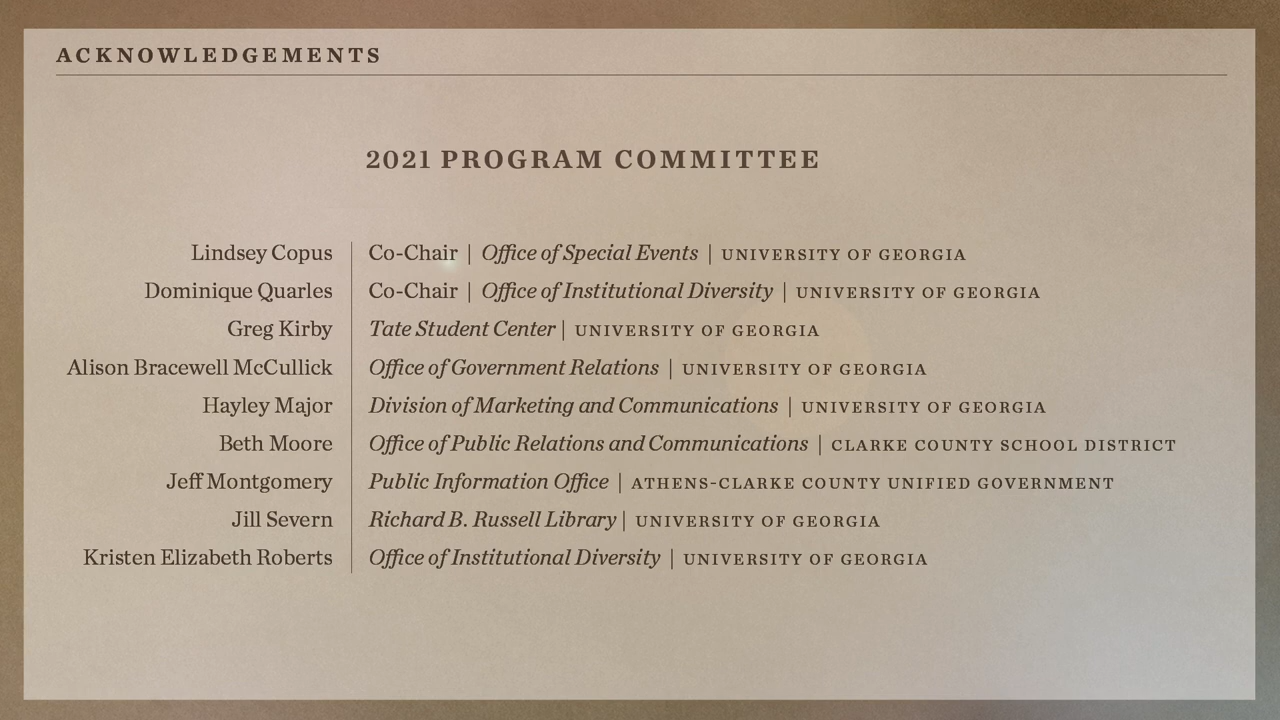 ACKNOWLEDGEMENTS
2021 PROGRAM COMMITTEE
Lindsey Copus Co-Chair | Office of Special Events | UNIVERSITY OF GEORGIA
Dominique Quarles Co-Chair | Office of Institutional Diversity | UNIVERSITY OF GEORGIA
Greg Kirby Tate Student Center | UNIVERSITY OF GEORGIA
Alison Bracewell McCullick Office of Government Relations | UNIVERSITY OF GEORGIA
Hayley Major Division of Marketing and Communications | UNIVERSITY OF GEORGIA
Beth Moore Office of Public Relations and Communications | CLARKE COUNTY SCHOOL DISTRICT
Jeff Montgomery Public Information Office | ATHENS-CLARKE COUNTY UNIFIED GOVERNMENT
Jill Severn Richard B. Russell Library | UNIVERSITY OF GEORGIA
Kristen Elizabeth Roberts Office of Institutional Diversity | UNIVERSITY OF GEORGIA